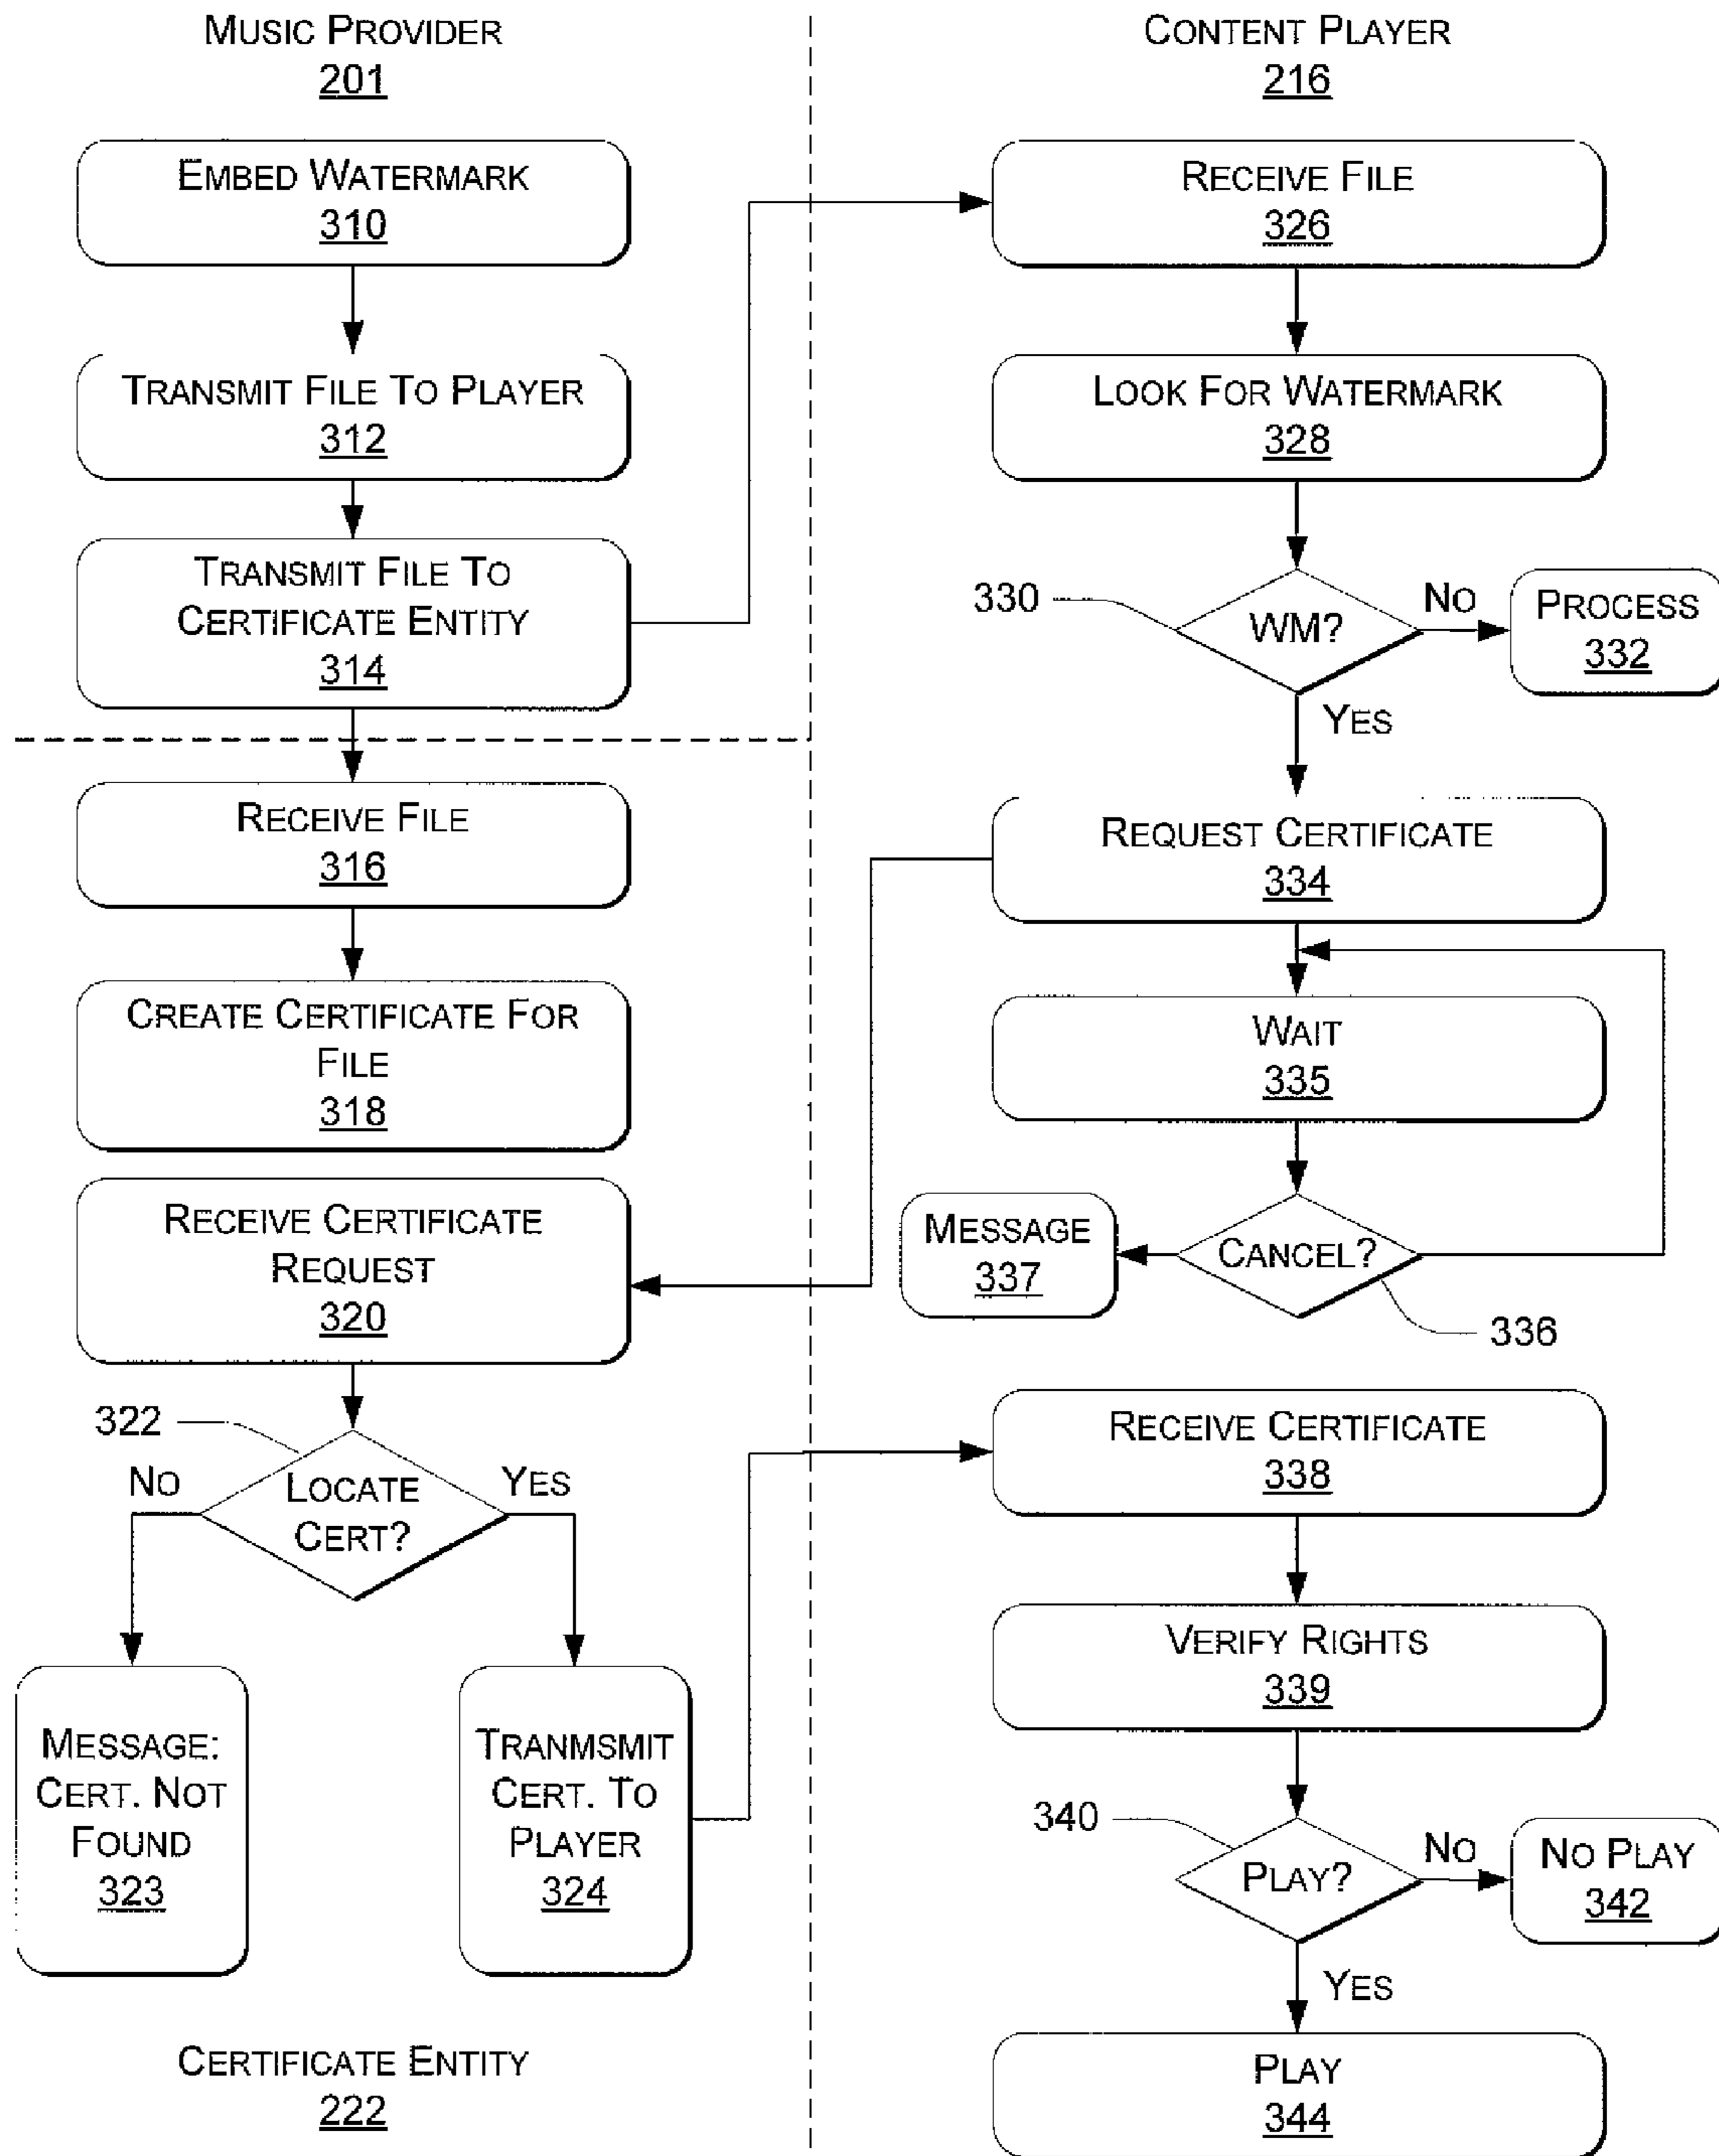 MUSIC PROVIDER
201
EMBED WATERMARK
310
TRANSMIT FILE TO PLAYER
312
TRANSMIT FILE TO
CERTIFICATE ENTITY
314
RECEIVE FILE
316
CREATE CERTIFICATE FOR
FILE
318
RECEIVE CERTIFICATE
REQUEST
320
322
NO
YES
LOCATE
CERT?
MESSAGE:
CERT. NOT
FOUND
323
TRANMSMIT
CERT. TO
PLAYER
324
CERTIFICATE ENTITY
222
CONTENT PLAYER
216
RECEIVE FILE
326
LOOK FOR WATERMARK
328
330
WM?
NO
PROCESS
332
YES
REQUEST CERTIFICATE
334
WAIT
335
MESSAGE
337
CANCEL?
336
RECEIVE CERTIFICATE
338
VERIFY RIGHTS
339
340
PLAY?
NO
NO PLAY
342
YES
PLAY
344